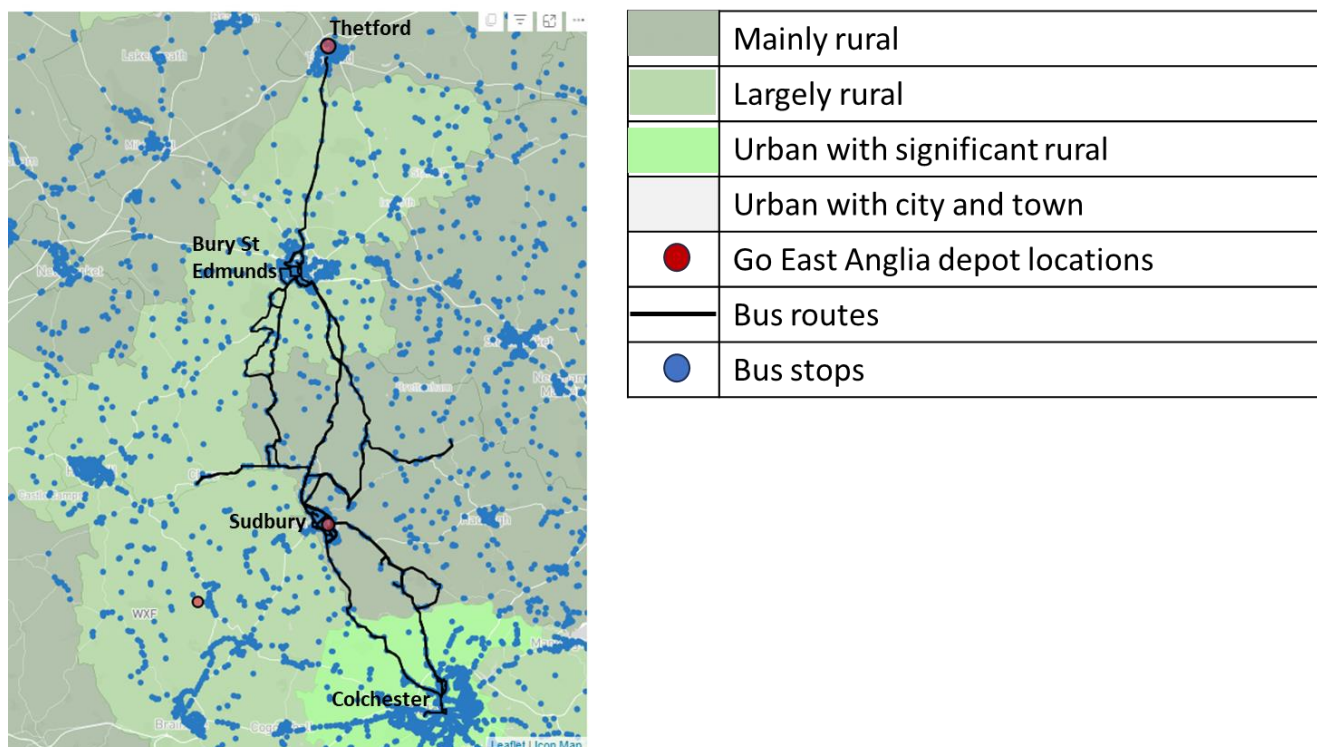 Thetford
Bury St
Edmunds
Brettenham
Sudbury
WXF
Colchester
Leaflet | Icon Map
Mainly rural
Largely rural
Urban with significant rural
Urban with city and town
Go East Anglia depot locations
Bus routes
Bus stops